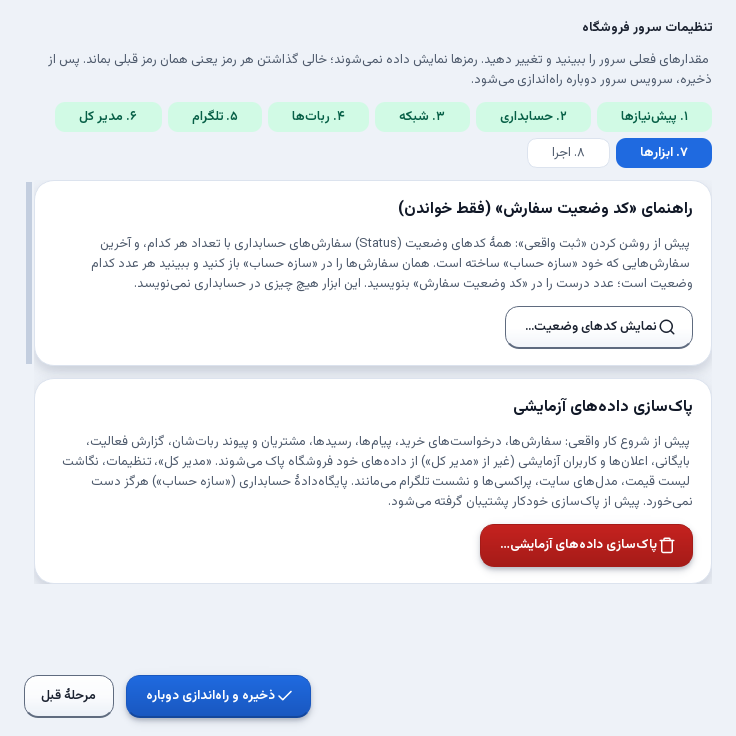 تنظیمات سرور فروشگاه
مقدارهای فعلی سرور را ببینید و تغییر دهید. رمزها نمایش داده نمی‌شوند؛ خالی گذاشتن هر رمز یعنی همان رمز قبلی بماند. پس از
ذخیره، سرویس سرور دوباره راه‌اندازی می‌شود.
۱. پیش‌نیازها
۲. حسابداری
۳. شبکه
۴. ربات‌ها
۵. تلگرام
۶. مدیر کل
۷. ابزارها
۸. اجرا
راهنمای «کد وضعیت سفارش» (فقط خواندن)
پیش از روشن کردن «ثبت واقعی»: همهٔ کدهای وضعیت (Status) سفارش‌های حسابداری با تعداد هر کدام، و آخرین
سفارش‌هایی که خود «سازه حساب» ساخته است. همان سفارش‌ها را در «سازه حساب» باز کنید و ببینید هر عدد کدام
وضعیت است؛ عدد درست را در «کد وضعیت سفارش» بنویسید. این ابزار هیچ چیزی در حسابداری نمی‌نویسد.
نمایش کدهای وضعیت...
پاک‌سازی داده‌های آزمایشی
پیش از شروع کار واقعی: سفارش‌ها، درخواست‌های خرید، پیام‌ها، رسیدها، مشتریان و پیوند ربات‌شان، گزارش فعالیت،
بایگانی، اعلان‌ها و کاربران آزمایشی (غیر از «مدیر کل») از داده‌های خود فروشگاه پاک می‌شوند. «مدیر کل»، تنظیمات، نگاشت
لیست قیمت، مدل‌های سایت، پراکسی‌ها و نشست تلگرام می‌مانند. پایگاه‌دادهٔ حسابداری («سازه حساب») هرگز دست
نمی‌خورد. پیش از پاک‌سازی خودکار پشتیبان گرفته می‌شود.
پاک‌سازی داده‌های آزمایشی...
ذخیره و راه‌اندازی دوباره
مرحلهٔ قبل